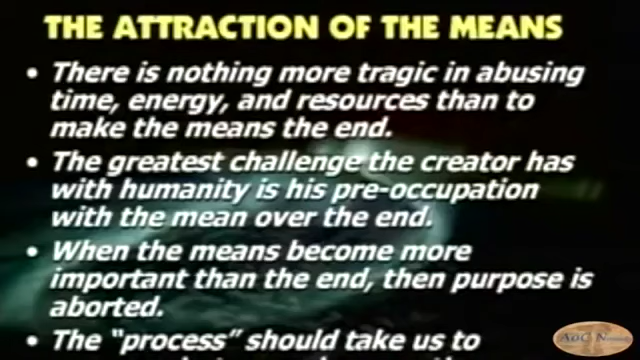 THE ATTRACTION OF THE MEANS
• There is nothing more tragic in abusing
time, energy, and resources than to
make the means the end.
• The greatest challenge the creator has
with humanity is his pre-occupation
with the mean over the end.
• When the means become more
important than the end, then purpose is
aborted.
• The “process” should take us to
AoC N